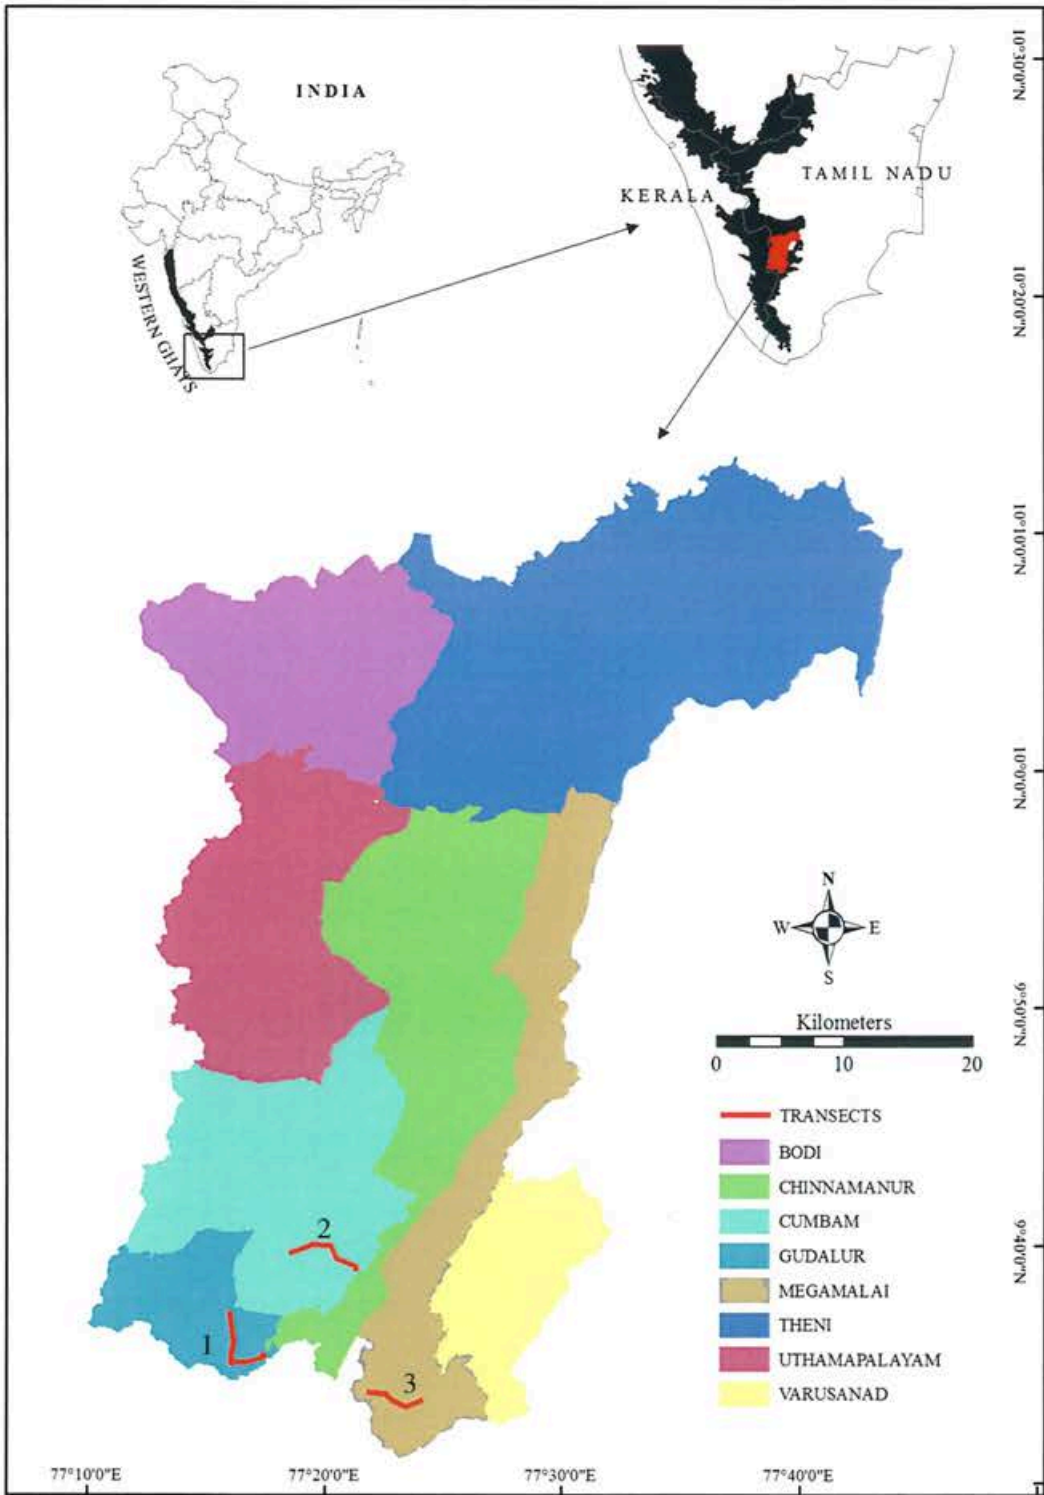 INDIA
WESTERN GHATS
KERALA
TAMIL NADU
10°30'0"N
10°20'0"N
10°10'0"N
10°0'0"N
9°50'0"N
9°40'0"N
N
W E
S
Kilometers
0 10 20
TRANSECTS
BODI
CHINNAMANUR
CUMBAM
GUDALUR
MEGAMALAI
THENI
UTHAMAPALAYAM
VARUSANAD
2
1
3
77°10'0"E 77°20'0"E 77°30'0"E 77°40'0"E